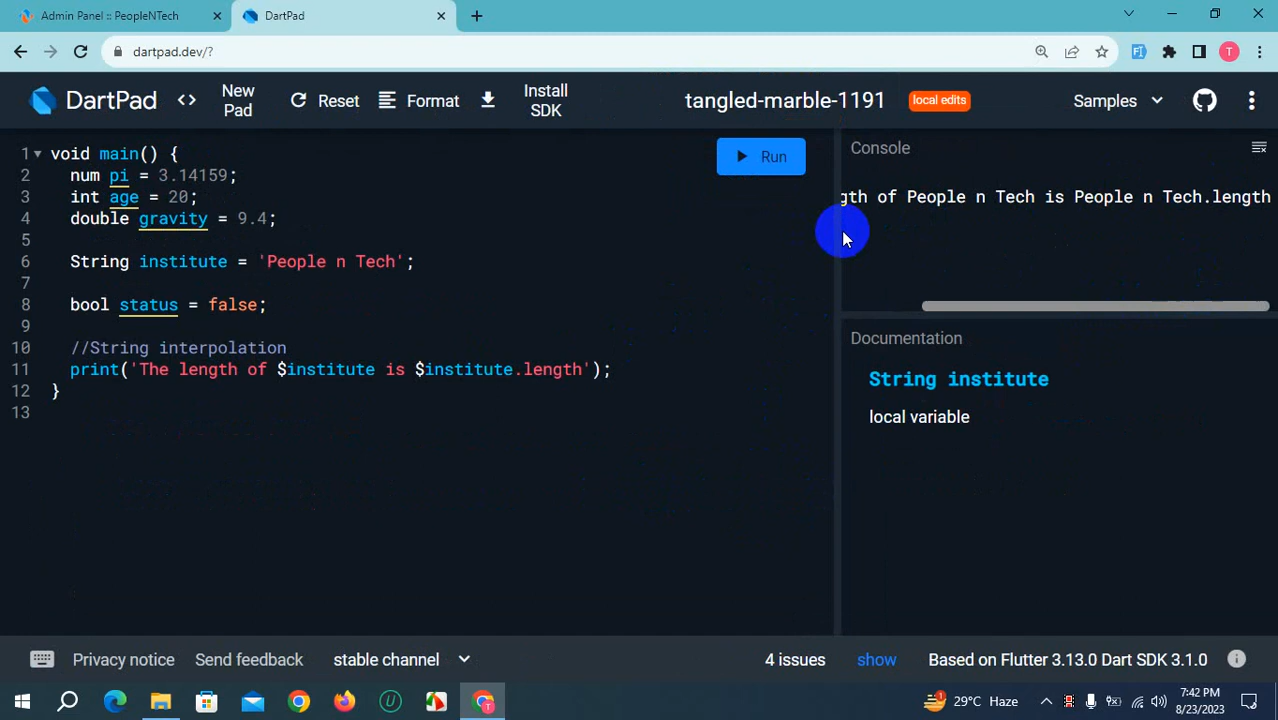 Admin Panel :: PeopleNTech
DartPad
dartpad.dev/?
T
DartPad
New Pad
Reset
Format
Install SDK
tangled-marble-1191
local edits
Samples
1 void main() {
2 num pi = 3.14159;
3 int age = 20;
4 double gravity = 9.4;
5
6 String institute = 'People n Tech';
7
8 bool status = false;
9
10 //String interpolation
11 print('The length of $institute is $institute.length');
12 }
13
Run
Console
gth of People n Tech is People n Tech.length
Documentation
String institute
local variable
Privacy notice
Send feedback
stable channel
4 issues
show
Based on Flutter 3.13.0 Dart SDK 3.1.0
29°C Haze
7:42 PM
8/23/2023